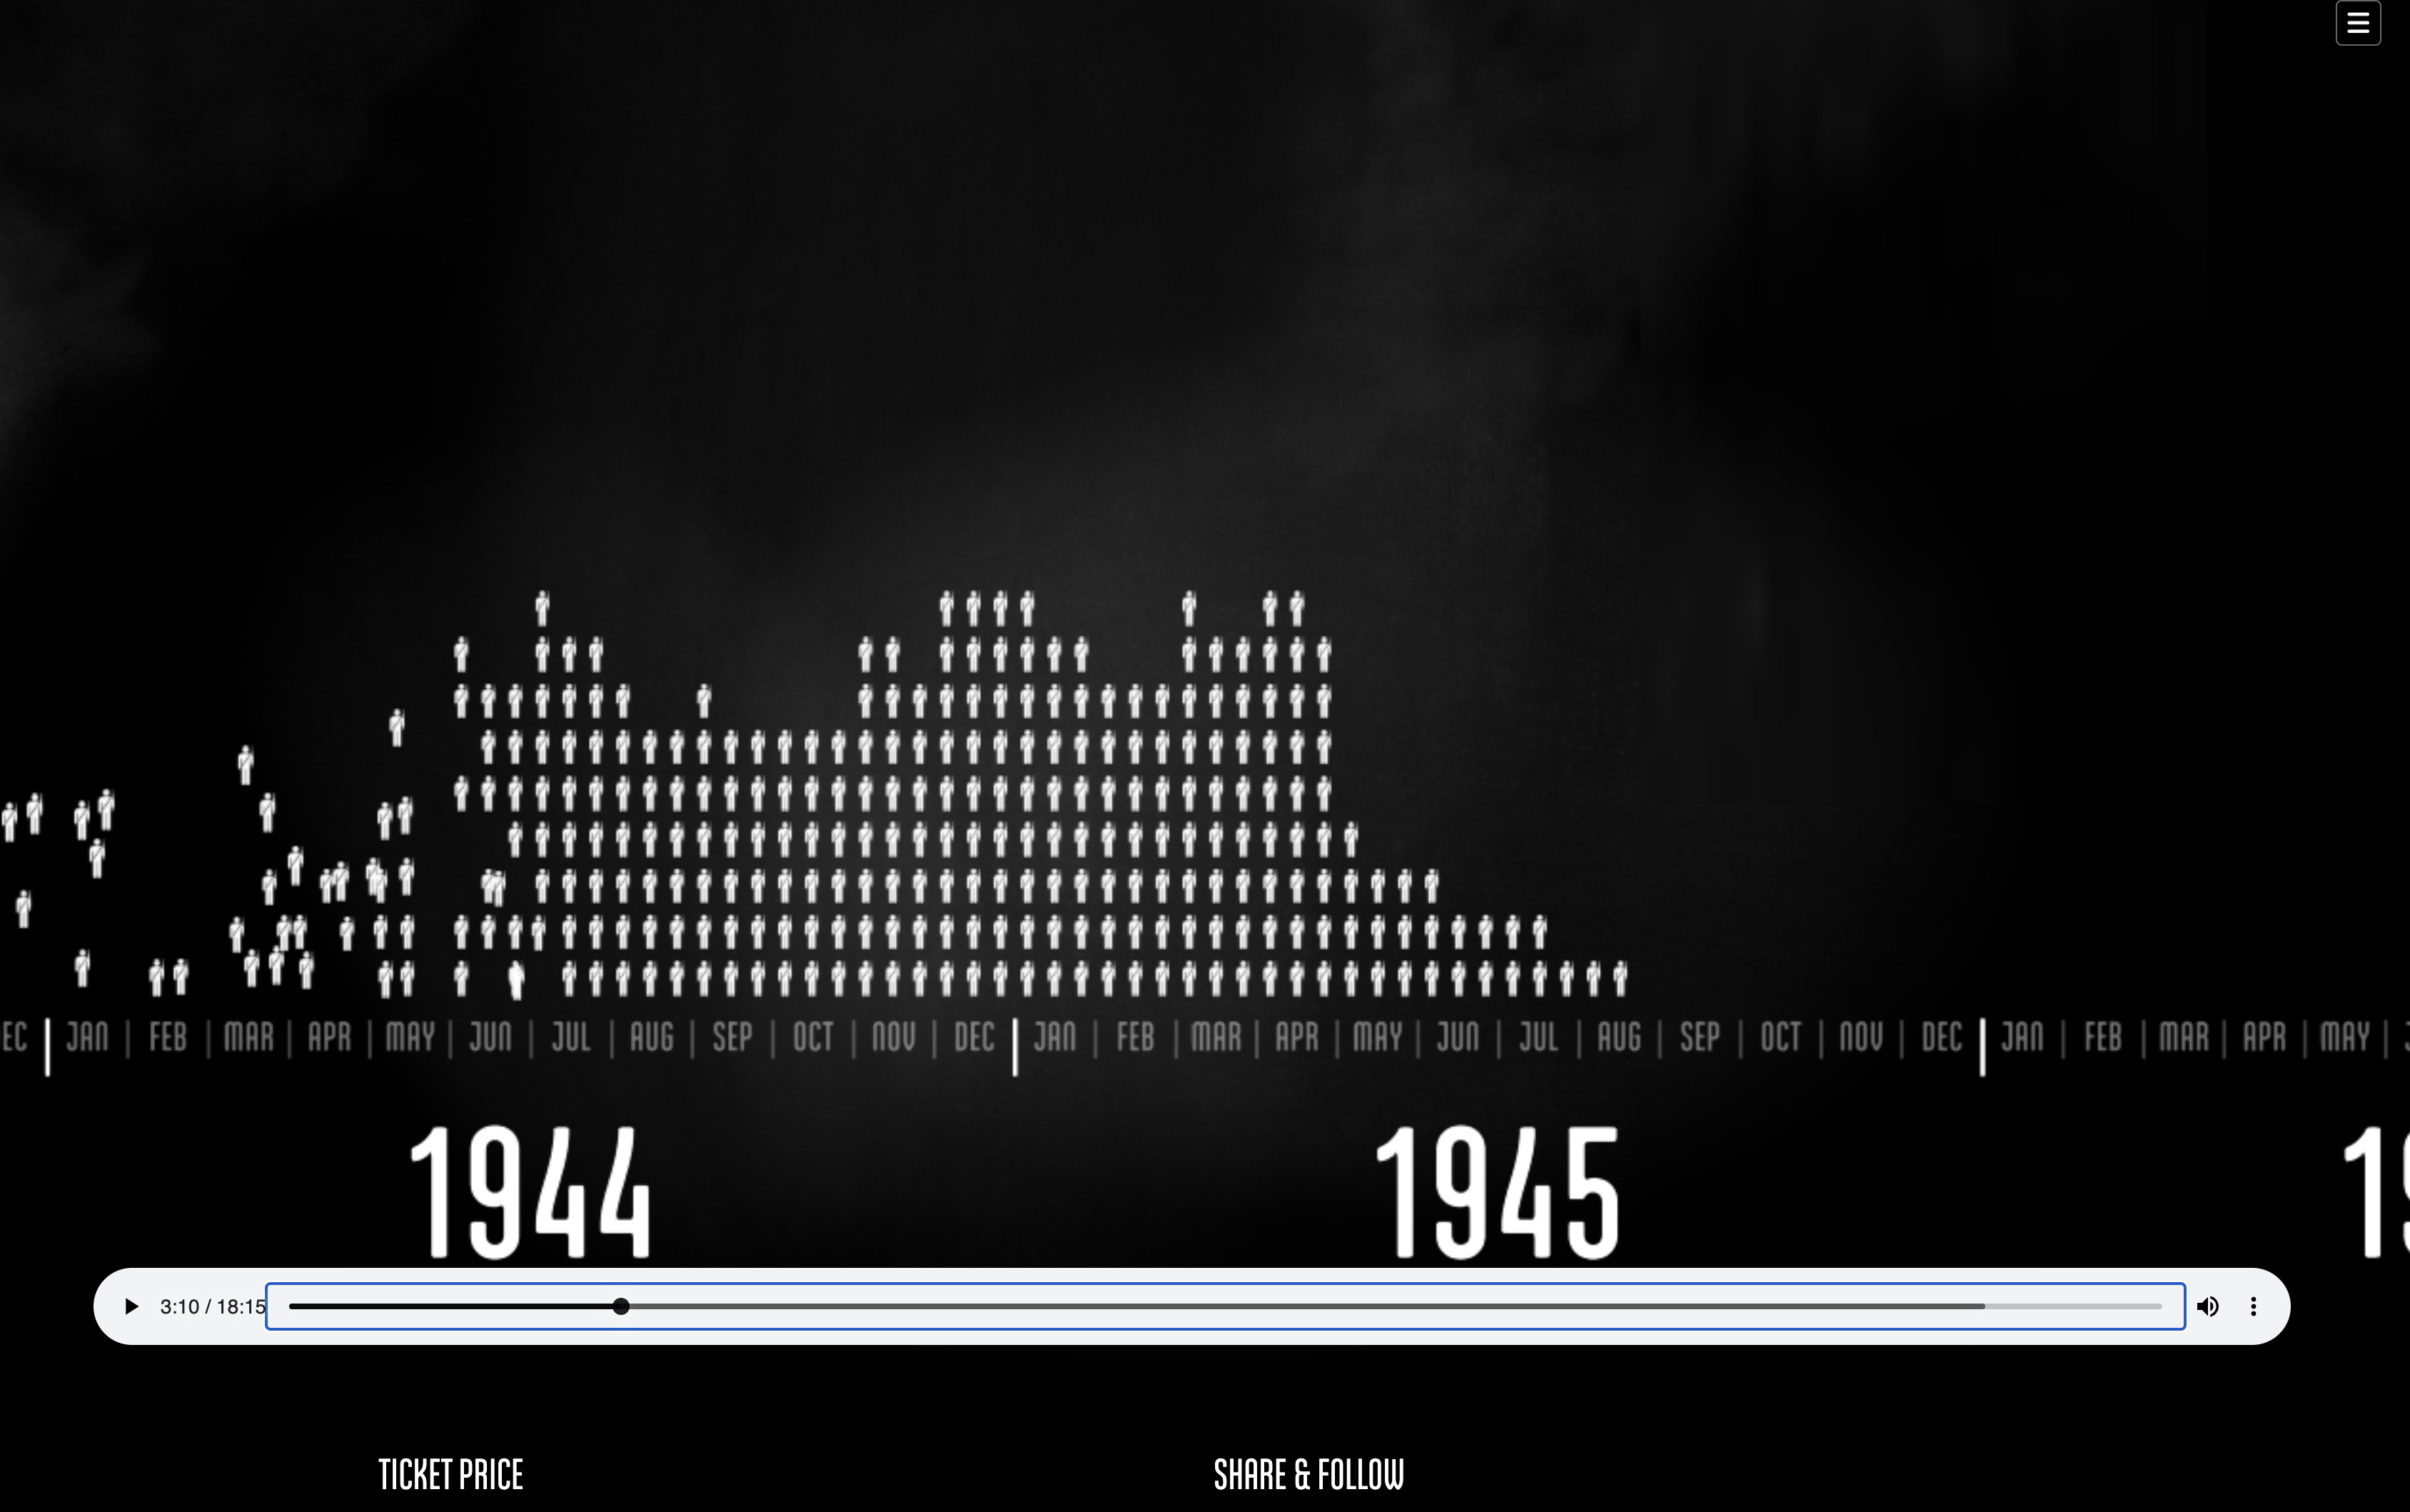 EC | JAN | FEB | MAR | APR | MAY | JUN | JUL | AUG | SEP | OCT | NOV | DEC | JAN | FEB | MAR | APR | MAY | JUN | JUL | AUG | SEP | OCT | NOV | DEC | JAN | FEB | MAR | APR | MAY |
1944 1945 19
3:10 / 18:15
TICKET PRICE SHARE & FOLLOW